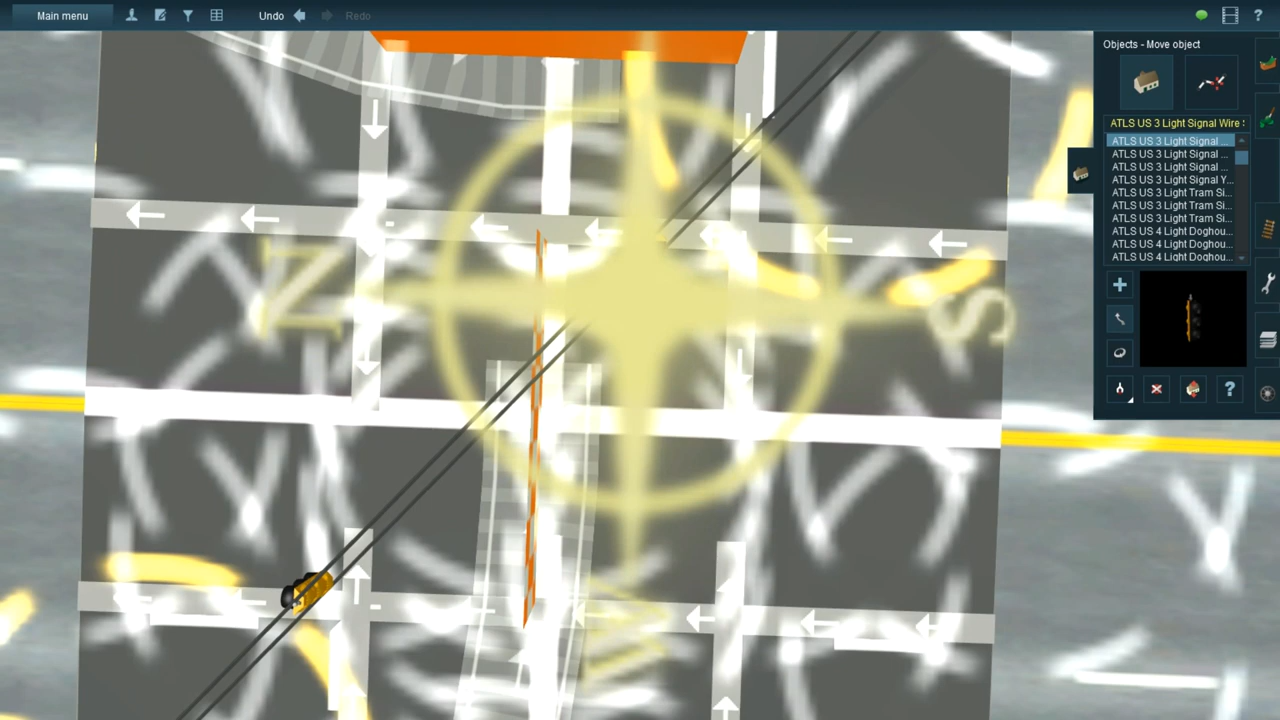 Main menu
Undo
Redo
?
Objects - Move object
ATLS US 3 Light Signal Wire
ATLS US 3 Light Signal ...
ATLS US 3 Light Signal ...
ATLS US 3 Light Signal ...
ATLS US 3 Light Signal Y...
ATLS US 3 Light Tram Si...
ATLS US 3 Light Tram Si...
ATLS US 3 Light Tram Si...
ATLS US 4 Light Doghou...
ATLS US 4 Light Doghou...
ATLS US 4 Light Doghou...
?
N
S
W